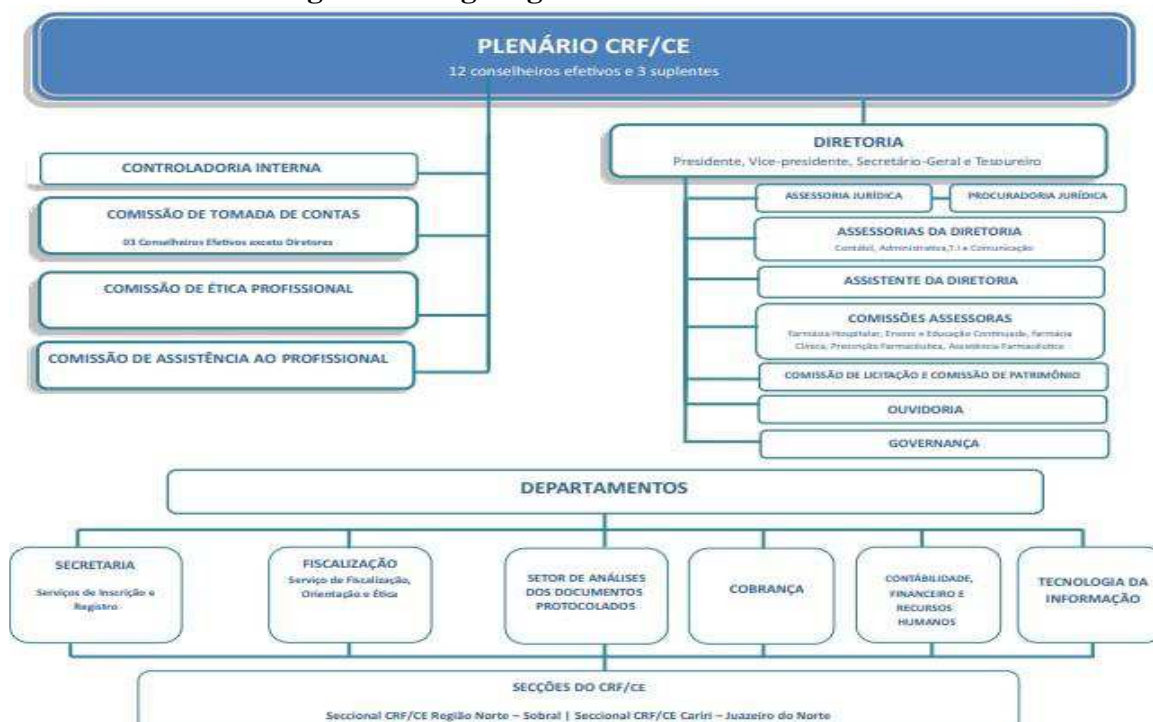 PLENÁRIO CRF/CE
12 conselheiros efetivos e 3 suplentes
CONTROLADORIA INTERNA
COMISSÃO DE TOMADA DE CONTAS
03 Conselheiros Efetivos exceto Diretores
COMISSÃO DE ÉTICA PROFISSIONAL
COMISSÃO DE ASSISTÊNCIA AO PROFISSIONAL
DIRETORIA
Presidente, Vice-presidente, Secretário-Geral e Tesoureiro
ASSESSORIA JURÍDICA
PROCURADORIA JURÍDICA
ASSESSORIAS DA DIRETORIA
Contábil, Administrativa,T.I e Comunicação
ASSISTENTE DA DIRETORIA
COMISSÕES ASSESSORAS
Farmácia Hospitalar, Ensino e Educação Continuada, Farmácia
Clínica, Prescrição Farmacêutica, Assistência Farmacêutica
COMISSÃO DE LICITAÇÃO E COMISSÃO DE PATRIMÔNIO
OUVIDORIA
GOVERNANÇA
DEPARTAMENTOS
SECRETARIA
Serviços de Inscrição e
Registro
FISCALIZAÇÃO
Serviço de Fiscalização,
Orientação e Ética
SETOR DE ANÁLISES
DOS DOCUMENTOS
PROTOCOLADOS
COBRANÇA
CONTÁBILIDADE,
FINANCEIRO E
RECURSOS
HUMANOS
TECNOLOGIA DA
INFORMAÇÃO
SECÇÕES DO CRF/CE
Seccional CRF/CE Região Norte – Sobral | Seccional CRF/CE Cariri – Juazeiro do Norte